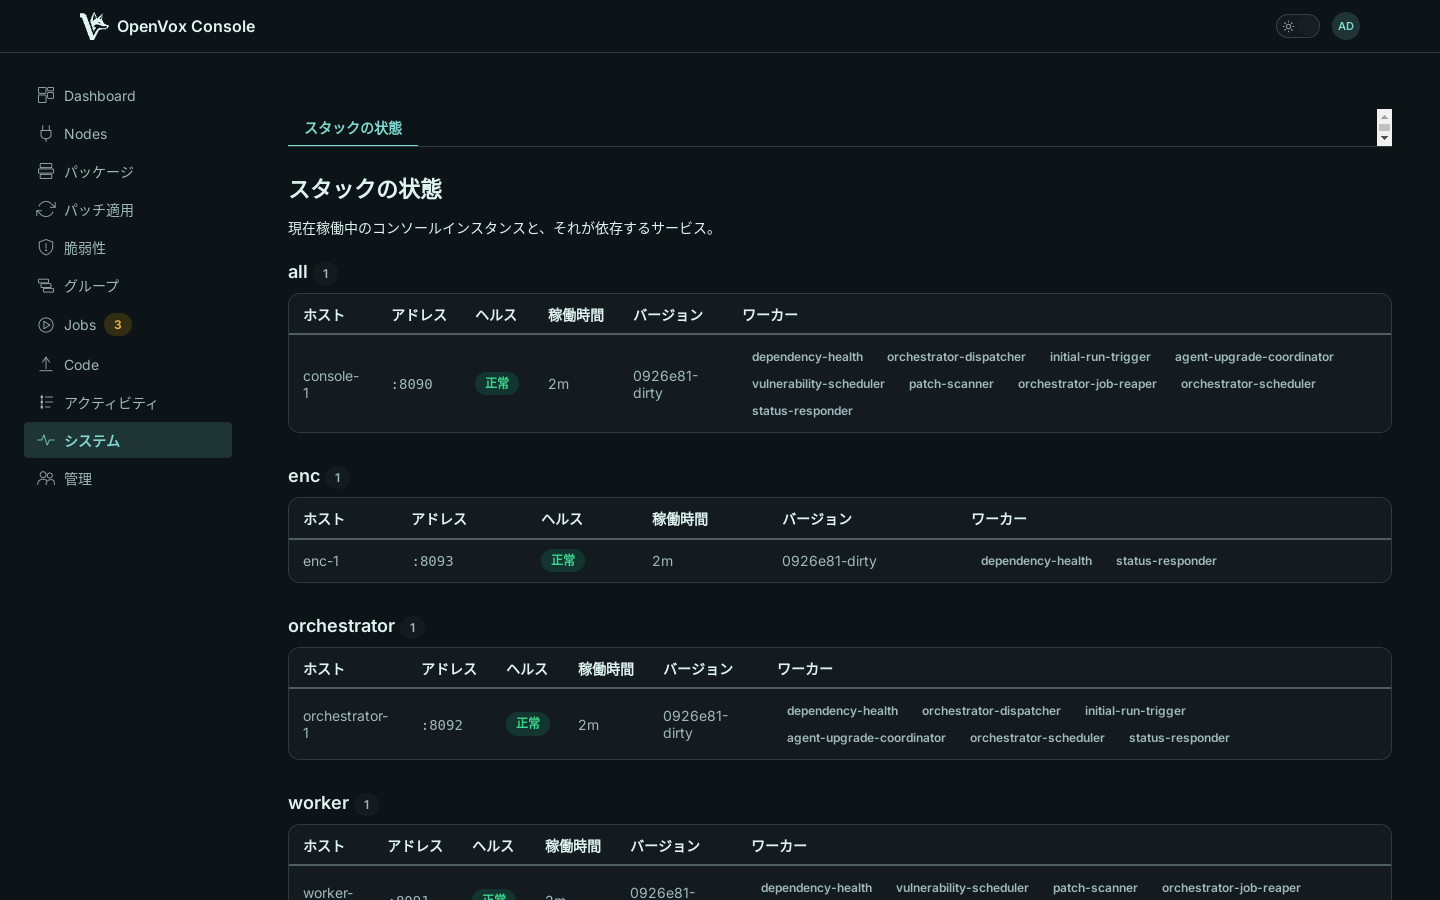 OpenVox Console
AD
Dashboard
Nodes
パッケージ
パッチ適用
脆弱性
グループ
Jobs 3
Code
アクティビティ
システム
管理
スタックの状態
スタックの状態
現在稼働中のコンソールインスタンスと、それが依存するサービス。
all 1
ホスト アドレス ヘルス 稼働時間 バージョン ワーカー
console-1 :8090 正常 2m 0926e81-dirty dependency-health orchestrator-dispatcher initial-run-trigger agent-upgrade-coordinator
vulnerability-scheduler patch-scanner orchestrator-job-reaper orchestrator-scheduler
status-responder
enc 1
ホスト アドレス ヘルス 稼働時間 バージョン ワーカー
enc-1 :8093 正常 2m 0926e81-dirty dependency-health status-responder
orchestrator 1
ホスト アドレス ヘルス 稼働時間 バージョン ワーカー
orchestrator-1 :8092 正常 2m 0926e81-dirty dependency-health orchestrator-dispatcher initial-run-trigger
agent-upgrade-coordinator orchestrator-scheduler status-responder
worker 1
ホスト アドレス ヘルス 稼働時間 バージョン ワーカー
worker- 0926e81- dependency-health vulnerability-scheduler patch-scanner orchestrator-job-reaper